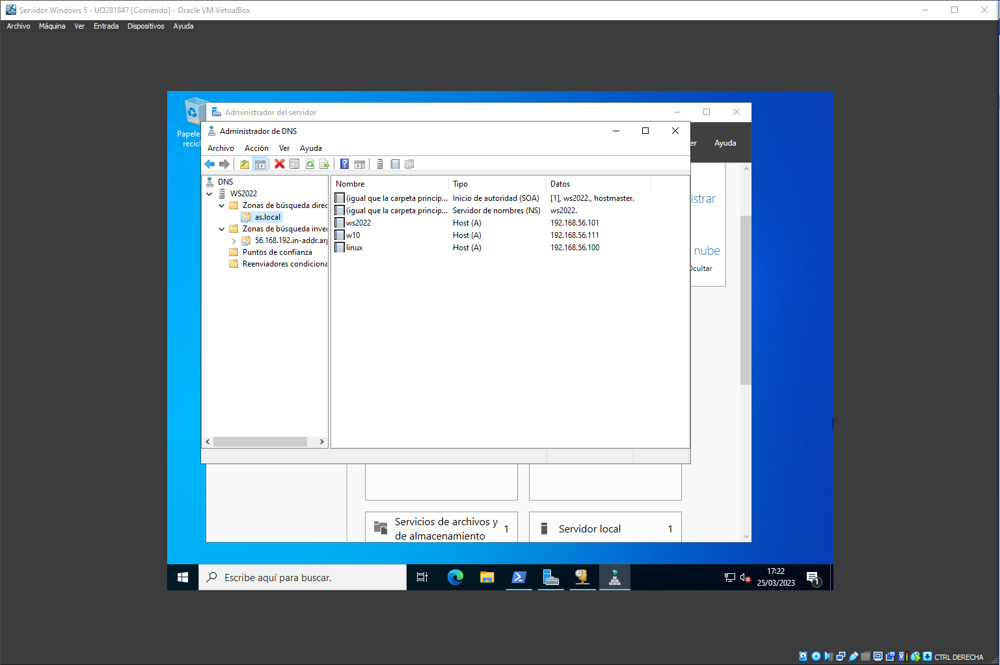 Servidor Windows 5 - UO281847 [Corriendo] - Oracle VM VirtualBox
Archivo Máquina Ver Entrada Dispositivos Ayuda
Administrador del servidor
Ayuda
Administrador de DNS
Archivo Acción Ver Ayuda
DNS
WS2022
Zonas de búsqueda direc
as.local
Zonas de búsqueda inver
56.168.192.in-addr.arp
Puntos de confianza
Reenviadores condiciona
Nombre Tipo Datos
(igual que la carpeta princip... Inicio de autoridad (SOA) [1], ws2022., hostmaster.
(igual que la carpeta princip... Servidor de nombres (NS) ws2022.
ws2022 Host (A) 192.168.56.101
w10 Host (A) 192.168.56.111
linux Host (A) 192.168.56.100
istrar
nube
Ocultar
Servicios de archivos y de almacenamiento 1
Servidor local 1
Escribe aquí para buscar.
17:22
25/03/2023
1
CTRL DERECHA